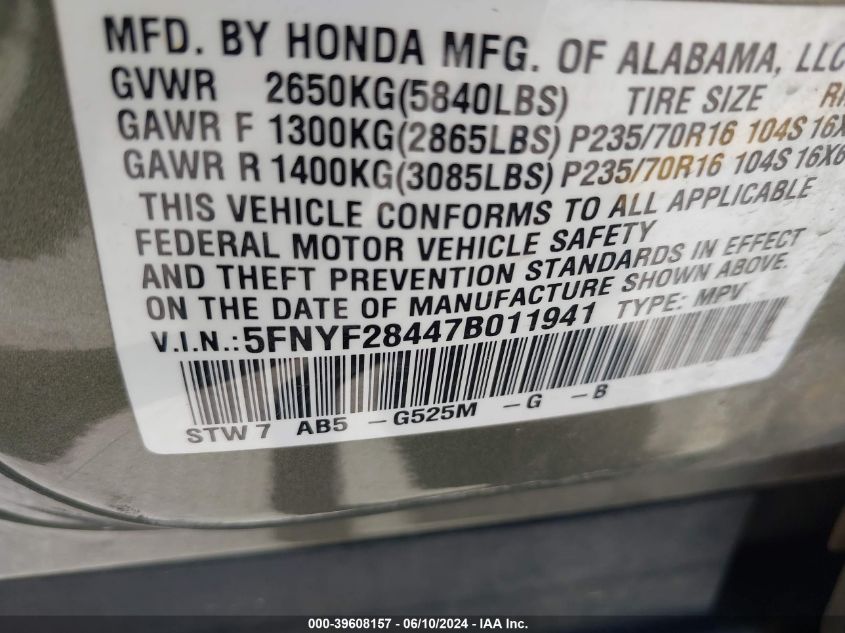 MFD. BY HONDA MFG. OF ALABAMA, LLC
GVWR 2650KG(5840LBS) TIRE SIZE
GAWR F 1300KG(2865LBS) P235/70R16 104S 16X
GAWR R 1400KG(3085LBS) P235/70R16 104S 16X6
THIS VEHICLE CONFORMS TO ALL APPLICABLE
FEDERAL MOTOR VEHICLE SAFETY
AND THEFT PREVENTION STANDARDS IN EFFECT
ON THE DATE OF MANUFACTURE SHOWN ABOVE.
V.I.N.: 5FNYF28447B011941 TYPE: MPV
STW 7 AB5 - G525M - G - B
000-39608157 / 06/10/2024 / IAA Inc.